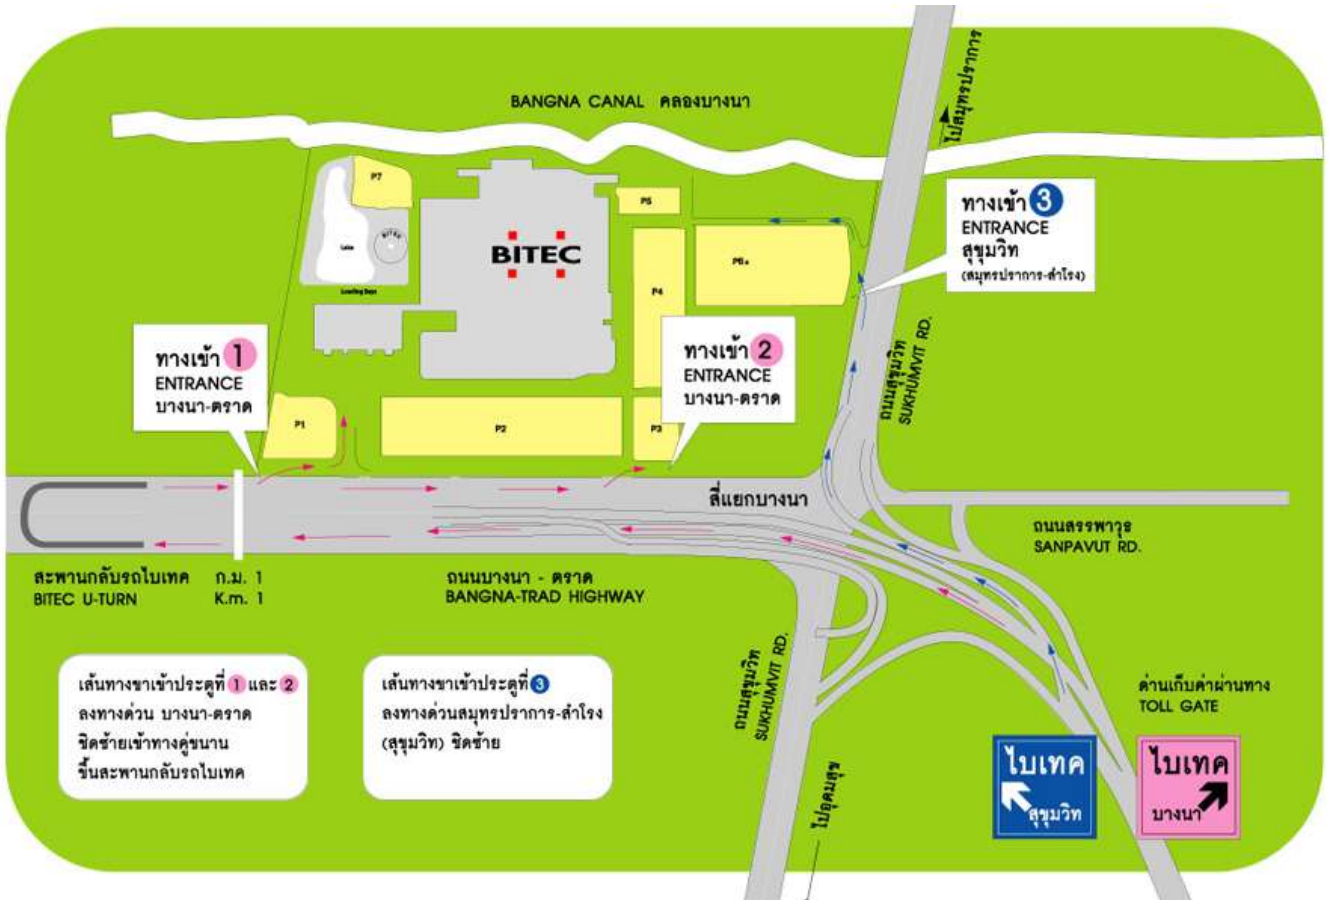 BANGNA CANAL คลองบางนา
ไปสมุทรปราการ
P7
P5
ทางเข้า 3
ENTRANCE
สุขุมวิท
(สมุทรปราการ-สำโรง)
BITEC
Lake
BITEC
P6
P4
Loading Bays
ทางเข้า 1
ENTRANCE
บางนา-ตราด
ทางเข้า 2
ENTRANCE
บางนา-ตราด
ถนนสุขุมวิท
SUKHUMVIT RD.
P1
P2
P3
สี่แยกบางนา
ถนนสรรพาวุธ
SANPAVUT RD.
สะพานกลับรถไบเทค
BITEC U-TURN
ก.ม. 1
K.m. 1
ถนนบางนา - ตราด
BANGNA-TRAD HIGHWAY
ถนนสุขุมวิท
SUKHUMVIT RD.
เส้นทางขาเข้าประตูที่ 1 และ 2
ลงทางด่วน บางนา-ตราด
ชิดซ้ายเข้าทางคู่ขนาน
ขึ้นสะพานกลับรถไบเทค
เส้นทางขาเข้าประตูที่ 3
ลงทางด่วนสมุทรปราการ-สำโรง
(สุขุมวิท) ชิดซ้าย
ด่านเก็บค่าผ่านทาง
TOLL GATE
ไบเทค
สุขุมวิท
ไบเทค
บางนา
ไปอุดมสุข